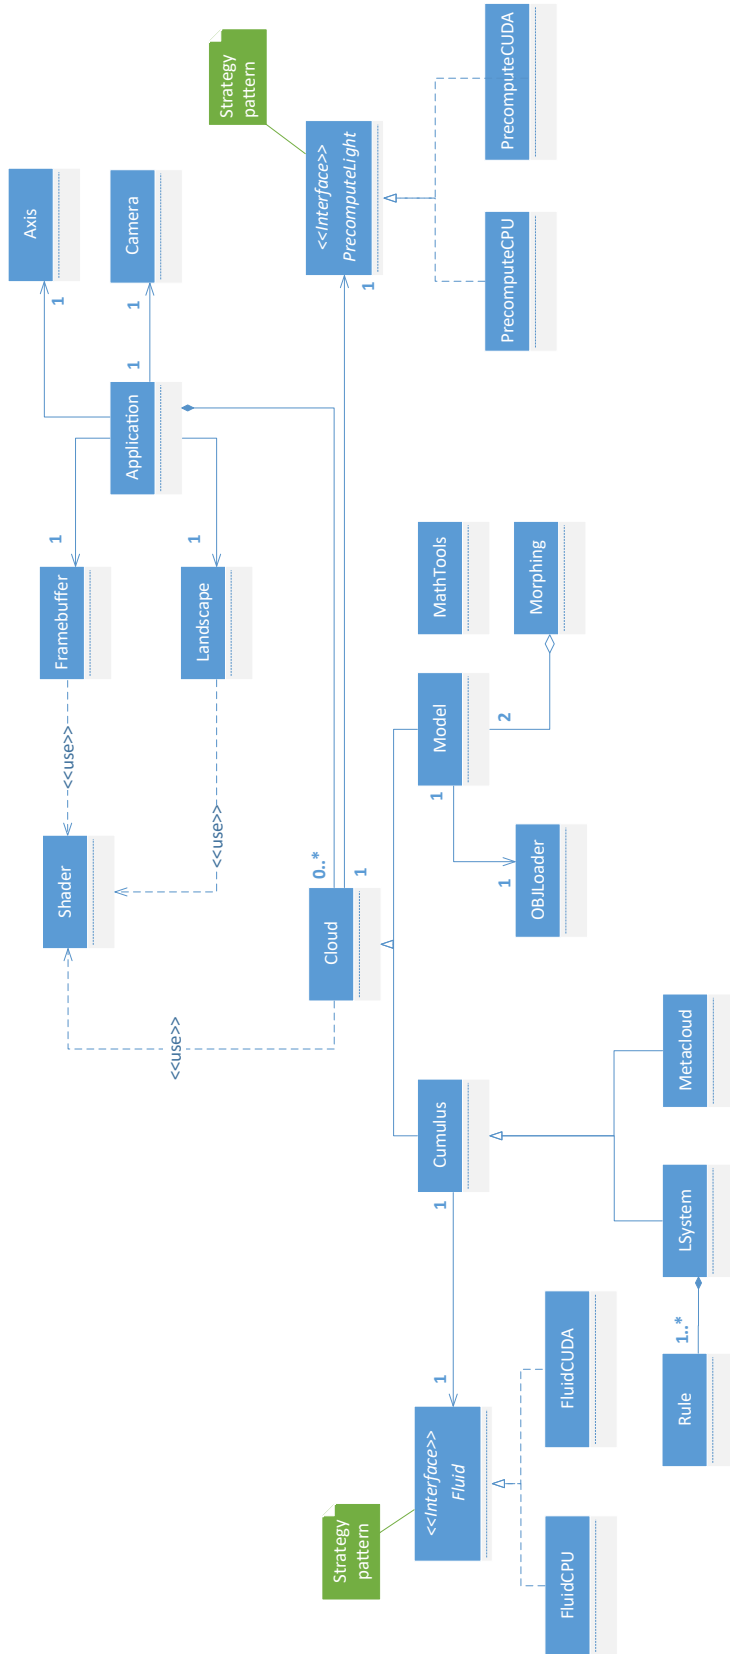 Axis
1
Shader
<<use>>
Framebuffer
1
Application
1
1
Camera
<<use>>
<<use>>
Landscape
1
Strategy
pattern
Cloud
0..*
1
<<Interface>>
PrecomputeLight
1
Strategy
pattern
<<Interface>>
Fluid
1
1
Cumulus
1
Model
MathTools
1
OBJLoader
2
Morphing
PrecomputeCPU
PrecomputeCUDA
FluidCPU
FluidCUDA
Rule
1..*
LSystem
Metacloud